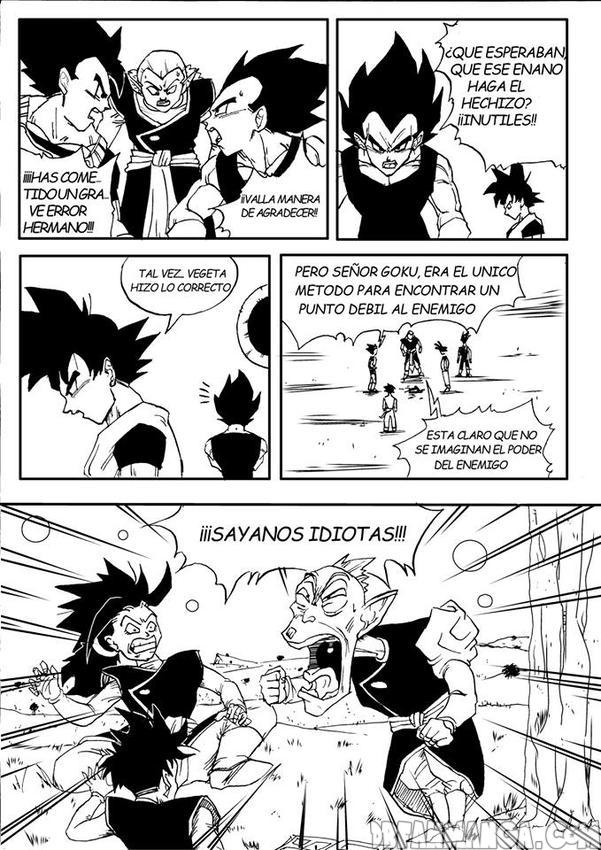 ¡¡¡¡HAS COME..
TIDO UN GRA..
VE ERROR
HERMANO!!!
¡¡VALLA MANERA
DE AGRADECER!!
¿QUE ESPERABAN,
QUE ESE ENANO
HAGA EL
HECHIZO?
¡¡INUTILES!!
TAL VEZ.. VEGETA
HIZO LO CORRECTO
PERO SEÑOR GOKU, ERA EL UNICO
METODO PARA ENCONTRAR UN
PUNTO DEBIL AL ENEMIGO
ESTA CLARO QUE NO
SE IMAGINAN EL PODER
DEL ENEMIGO
¡¡¡SAYANOS IDIOTAS!!!